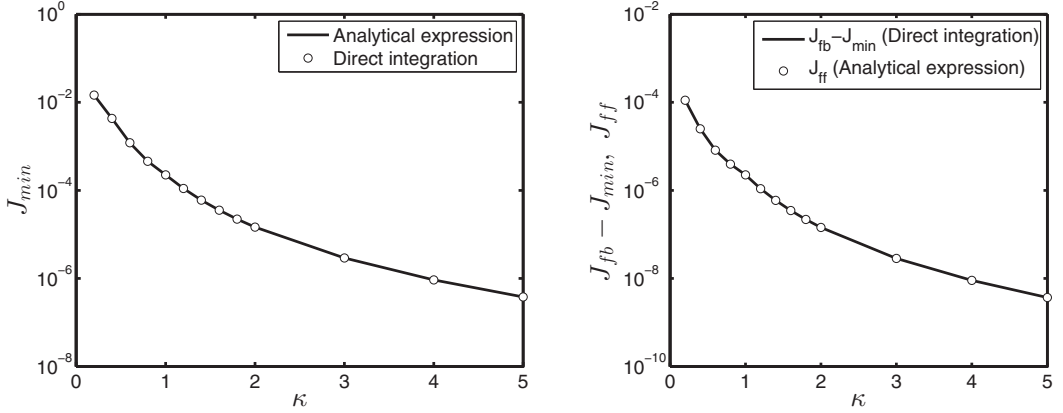 10^0
10^-2
10^-4
10^-6
10^-8
J_min
0 1 2 3 4 5
κ
Analytical expression
Direct integration
10^-2
10^-4
10^-6
10^-8
10^-10
J_fb − J_min, J_ff
0 1 2 3 4 5
κ
J_fb−J_min (Direct integration)
J_ff (Analytical expression)